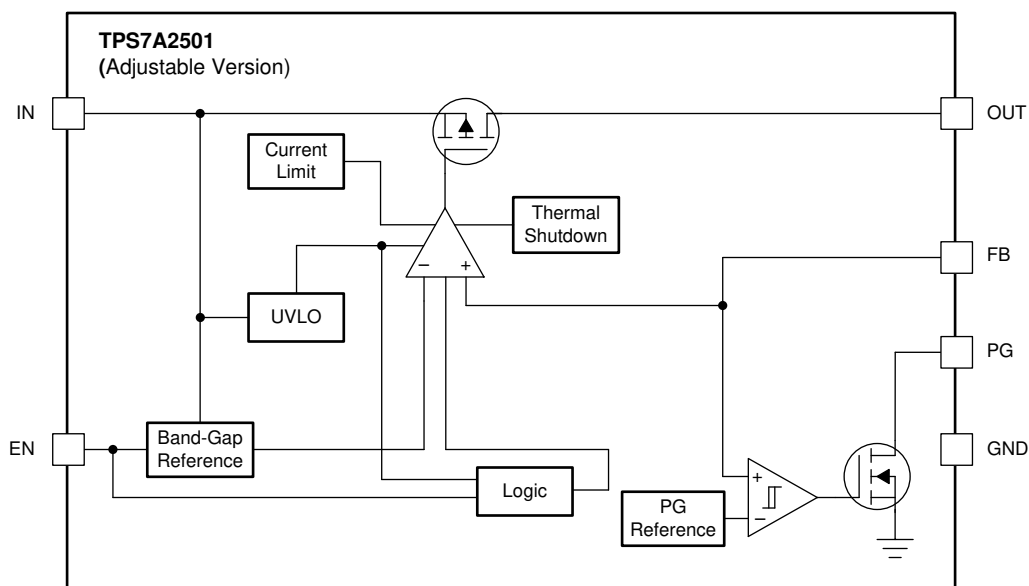 TPS7A2501
(Adjustable Version)
IN
OUT
Current
Limit
Thermal
Shutdown
− +
FB
UVLO
PG
EN
Band-Gap
Reference
GND
Logic
+
PG
Reference
−